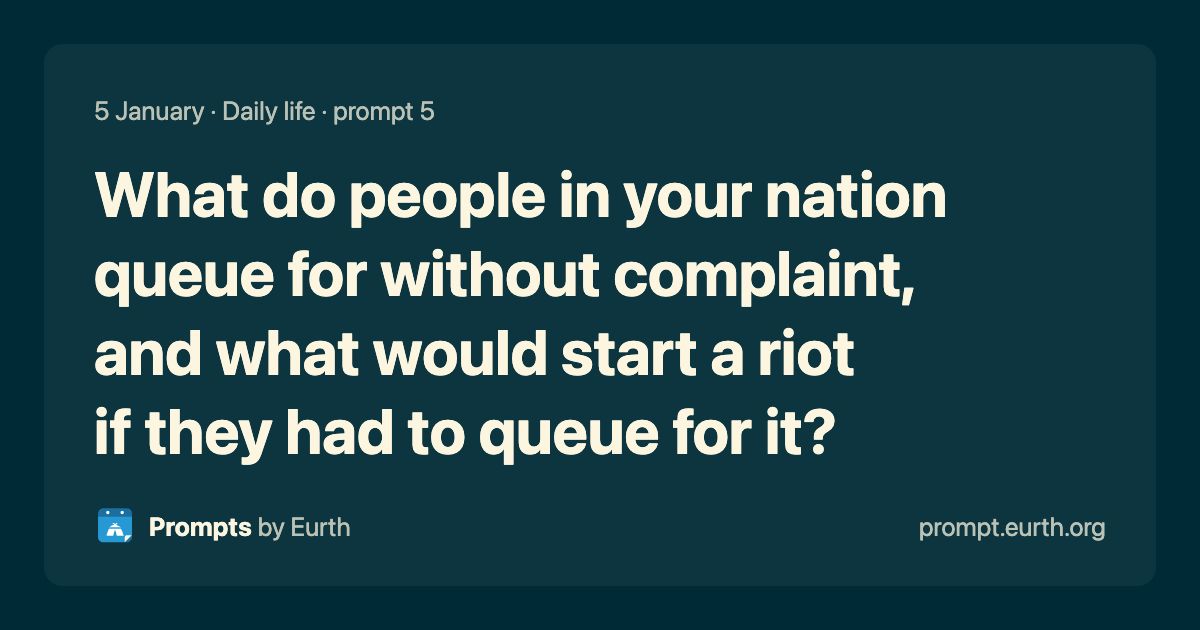 5 January · Daily life · prompt 5
What do people in your nation
queue for without complaint,
and what would start a riot
if they had to queue for it?
Prompts by Eurth
prompt.eurth.org